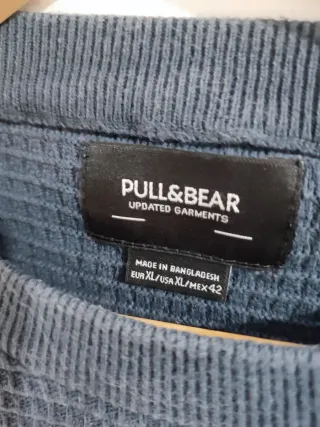 PULL&BEAR
UPDATED GARMENTS
MADE IN BANGLADESH
EUR XL/USA XL/MEX 42